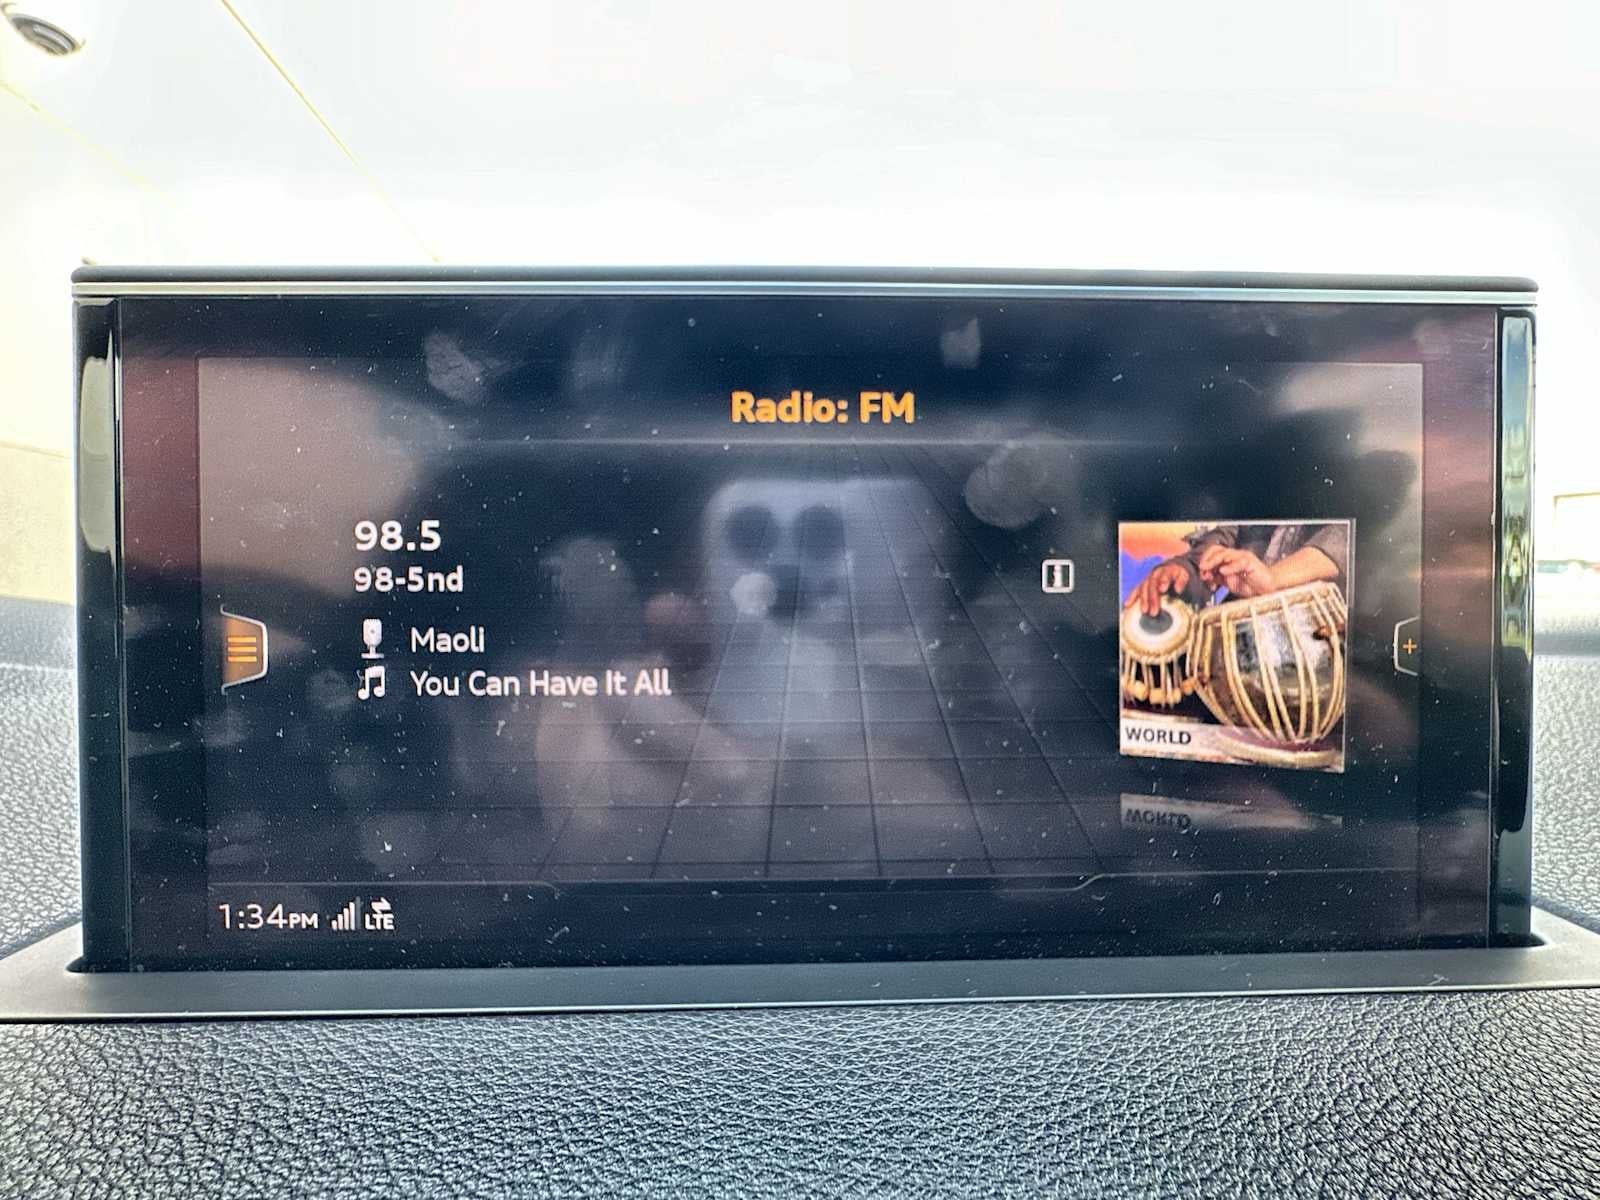 Radio: FM
98.5
98-5nd
Maoli
You Can Have It All
WORLD
1:34PM LTE